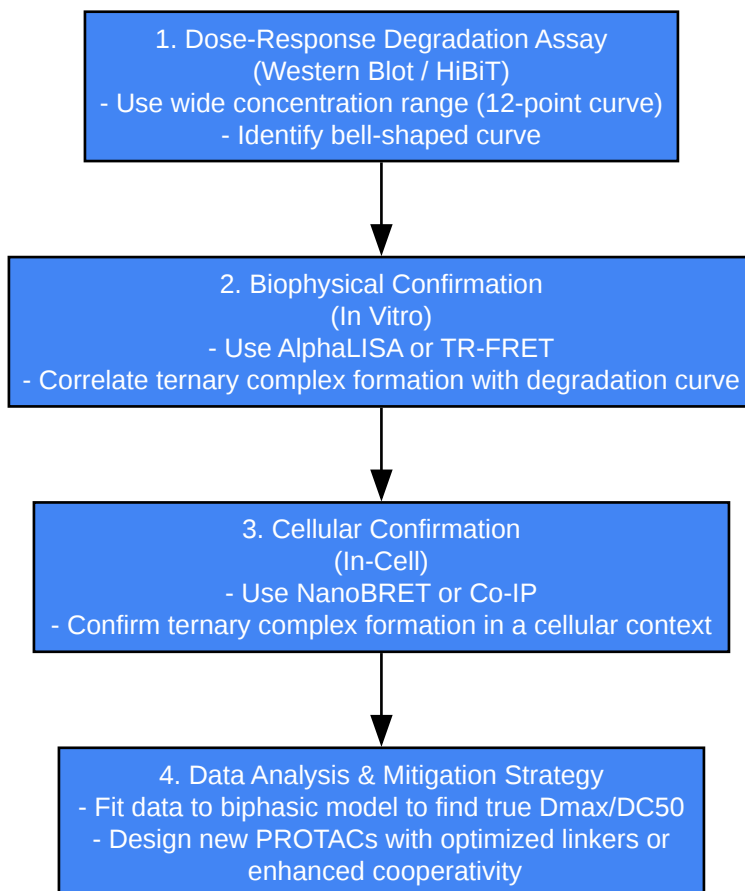 1. Dose-Response Degradation Assay
(Western Blot / HiBiT)
- Use wide concentration range (12-point curve)
- Identify bell-shaped curve
2. Biophysical Confirmation
(In Vitro)
- Use AlphaLISA or TR-FRET
- Correlate ternary complex formation with degradation curve
3. Cellular Confirmation
(In-Cell)
- Use NanoBRET or Co-IP
- Confirm ternary complex formation in a cellular context
4. Data Analysis & Mitigation Strategy
- Fit data to biphasic model to find true Dmax/DC50
- Design new PROTACs with optimized linkers or
enhanced cooperativity